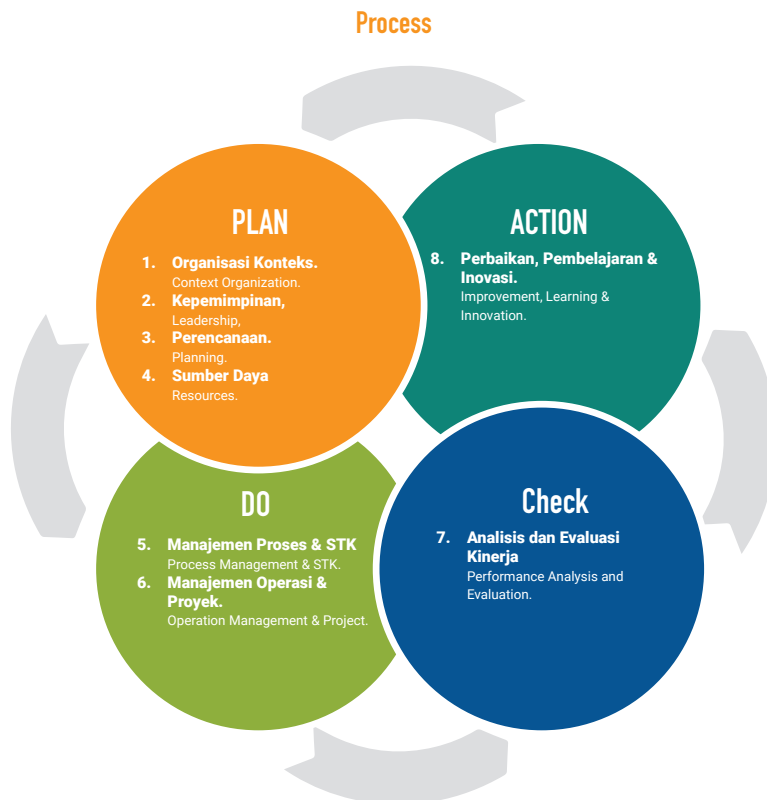 Process
PLAN
1. Organisasi Konteks.
Context Organization.
2. Kepemimpinan,
Leadership,
3. Perencanaan.
Planning.
4. Sumber Daya
Resources.
ACTION
8. Perbaikan, Pembelajaran &
Inovasi.
Improvement, Learning &
Innovation.
DO
5. Manajemen Proses & STK
Process Management & STK.
6. Manajemen Operasi &
Proyek.
Operation Management & Project.
Check
7. Analisis dan Evaluasi
Kinerja
Performance Analysis and
Evaluation.